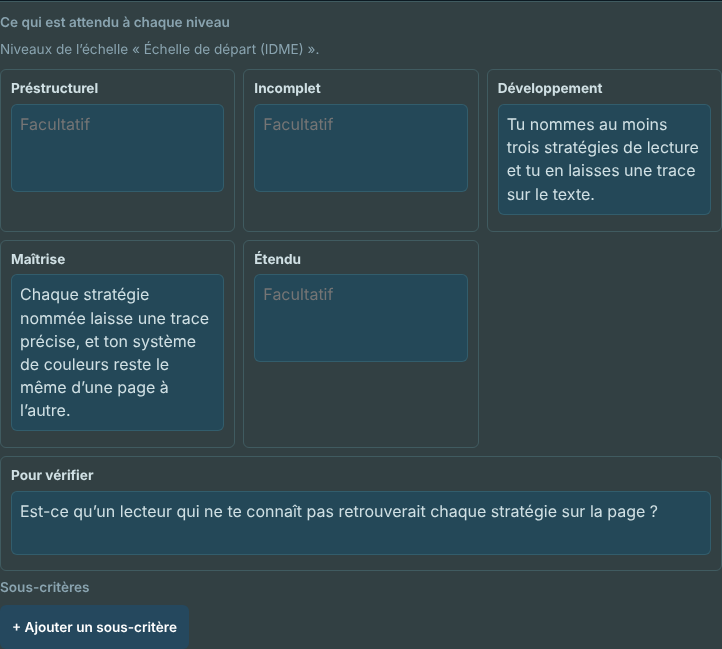 Ce qui est attendu à chaque niveau
Niveaux de l’échelle « Échelle de départ (IDME) ».
Préstructurel
Facultatif
Incomplet
Facultatif
Développement
Tu nommes au moins
trois stratégies de lecture
et tu en laisses une trace
sur le texte.
Maîtrise
Chaque stratégie
nommée laisse une trace
précise, et ton système
de couleurs reste le
même d’une page à
l’autre.
Étendu
Facultatif
Pour vérifier
Est-ce qu’un lecteur qui ne te connaît pas retrouverait chaque stratégie sur la page ?
Sous-critères
+ Ajouter un sous-critère